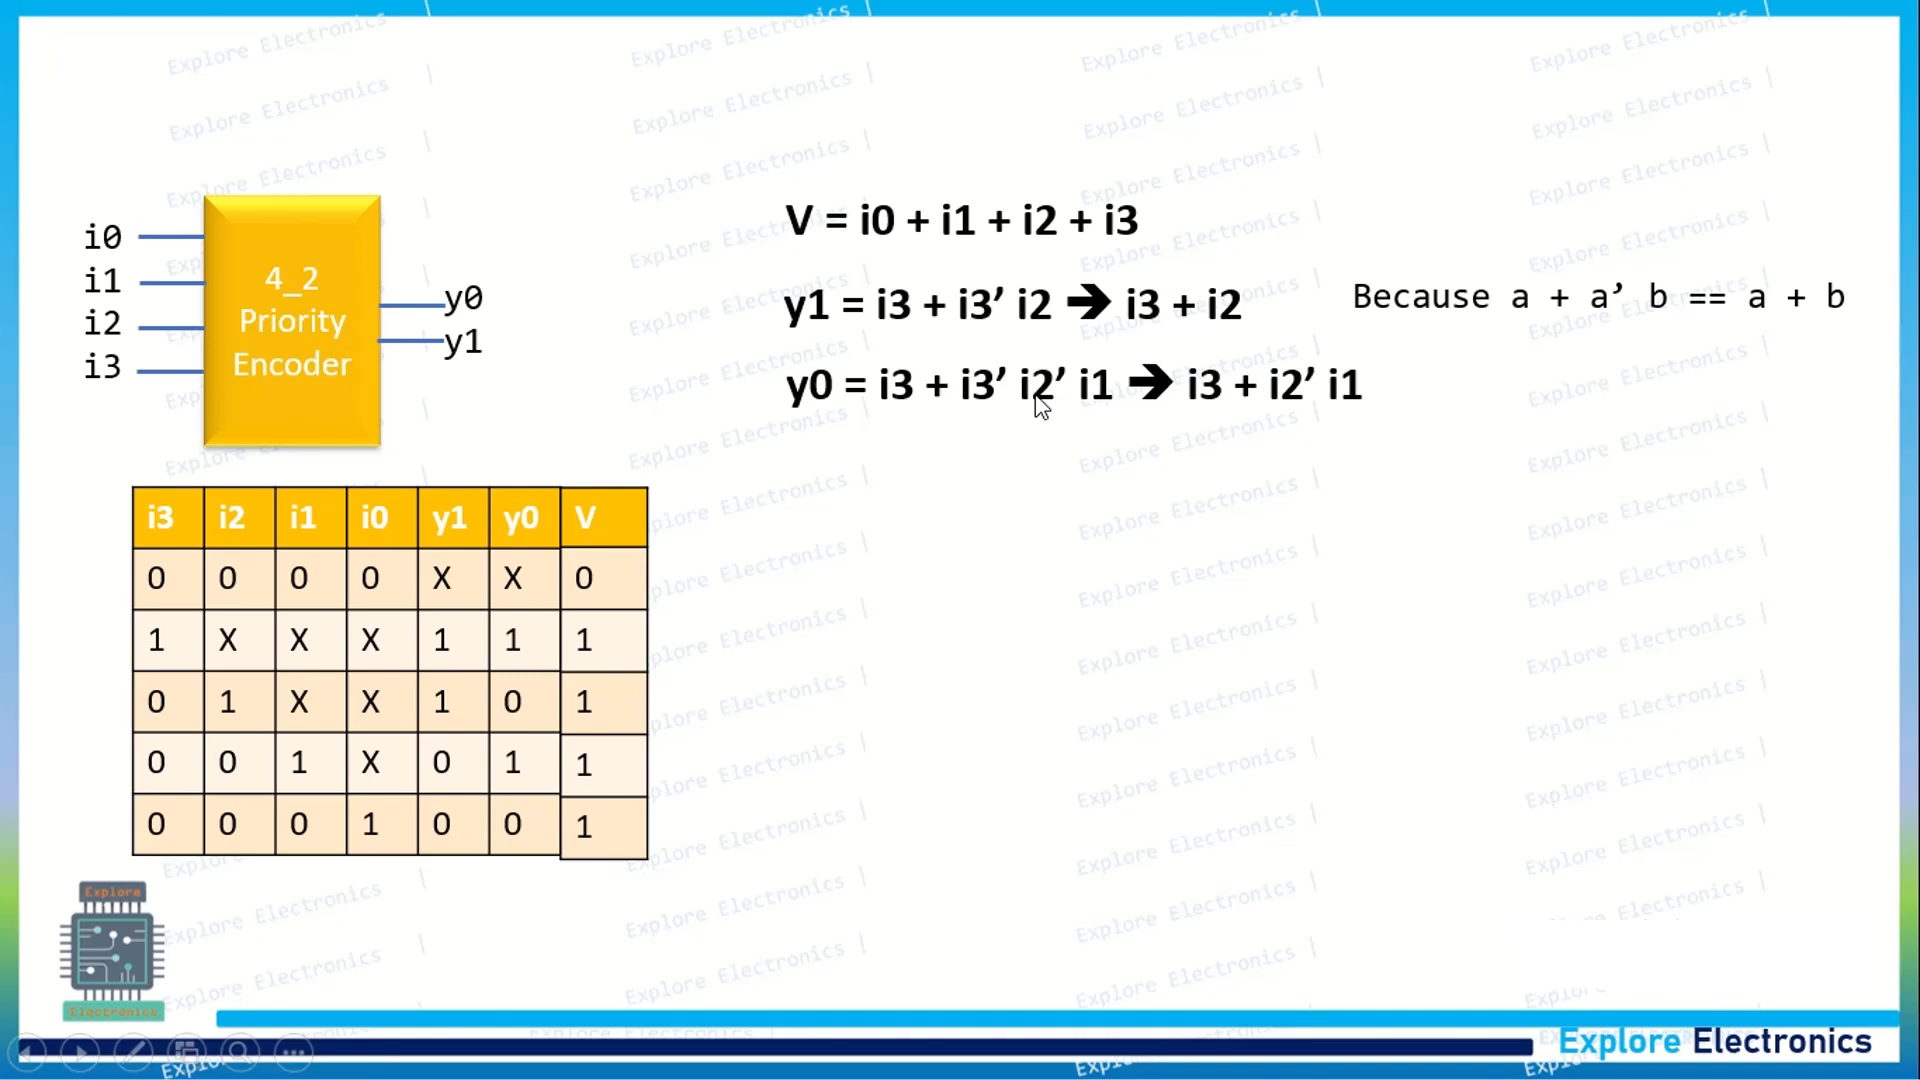 i0
i1
i2
i3
4_2
Priority
Encoder
y0
y1
V = i0 + i1 + i2 + i3
y1 = i3 + i3’ i2 🡺 i3 + i2
Because a + a’ b == a + b
y0 = i3 + i3’ i2’ i1 🡺 i3 + i2’ i1
i3 i2 i1 i0 y1 y0 V
0 0 0 0 X X 0
1 X X X 1 1 1
0 1 X X 1 0 1
0 0 1 X 0 1 1
0 0 0 1 0 0 1
Explore
Electronics
Explore Electronics